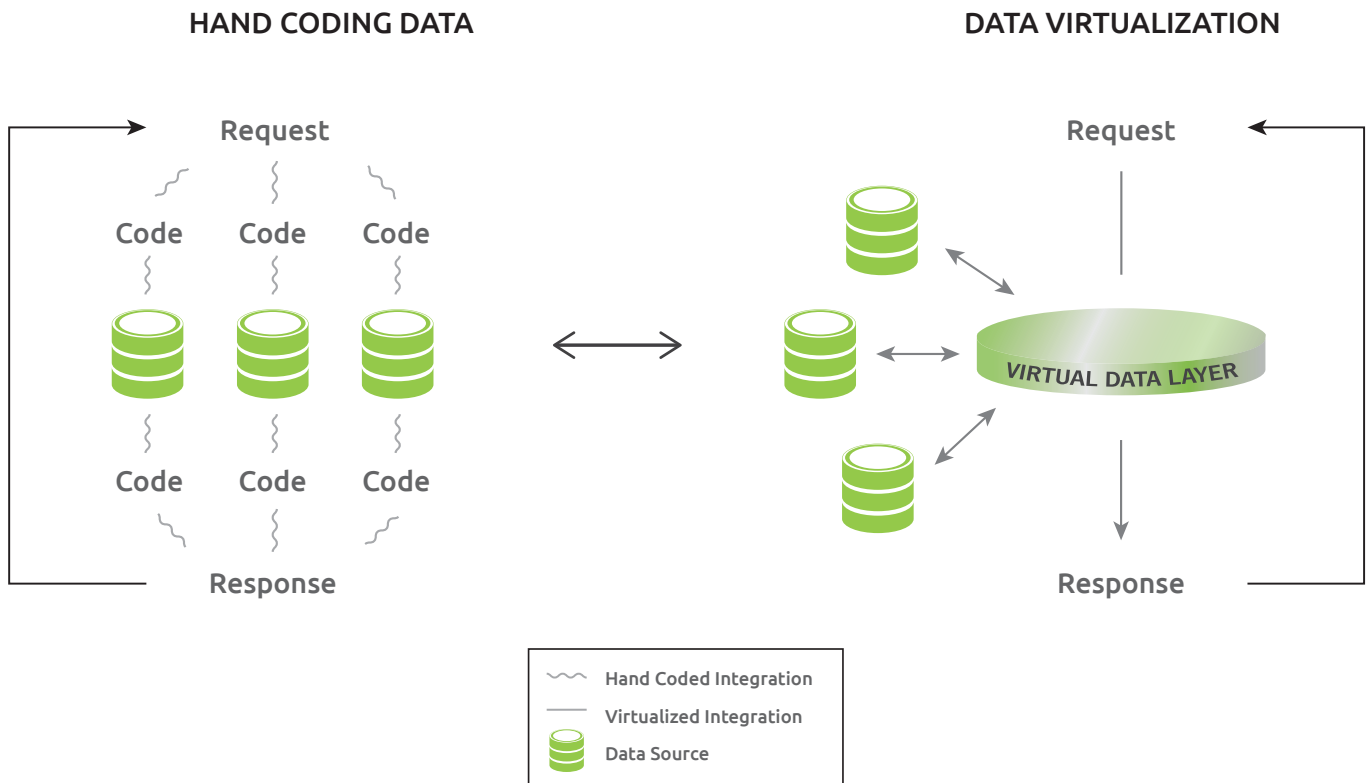 HAND CODING DATA
DATA VIRTUALIZATION
Request
Code Code Code
Code Code Code
Response
Request
VIRTUAL DATA LAYER
Response
Hand Coded Integration
Virtualized Integration
Data Source